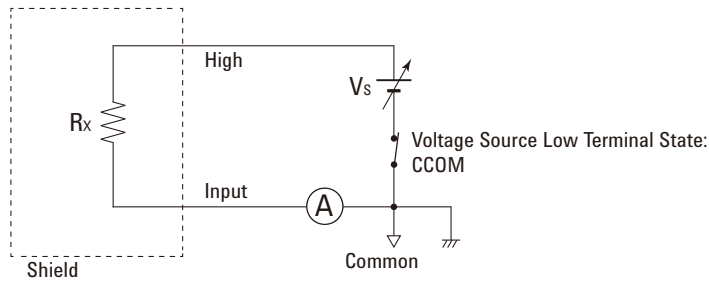 High
Vs
Rx
Voltage Source Low Terminal State:
CCOM
Input
A
Common
Shield